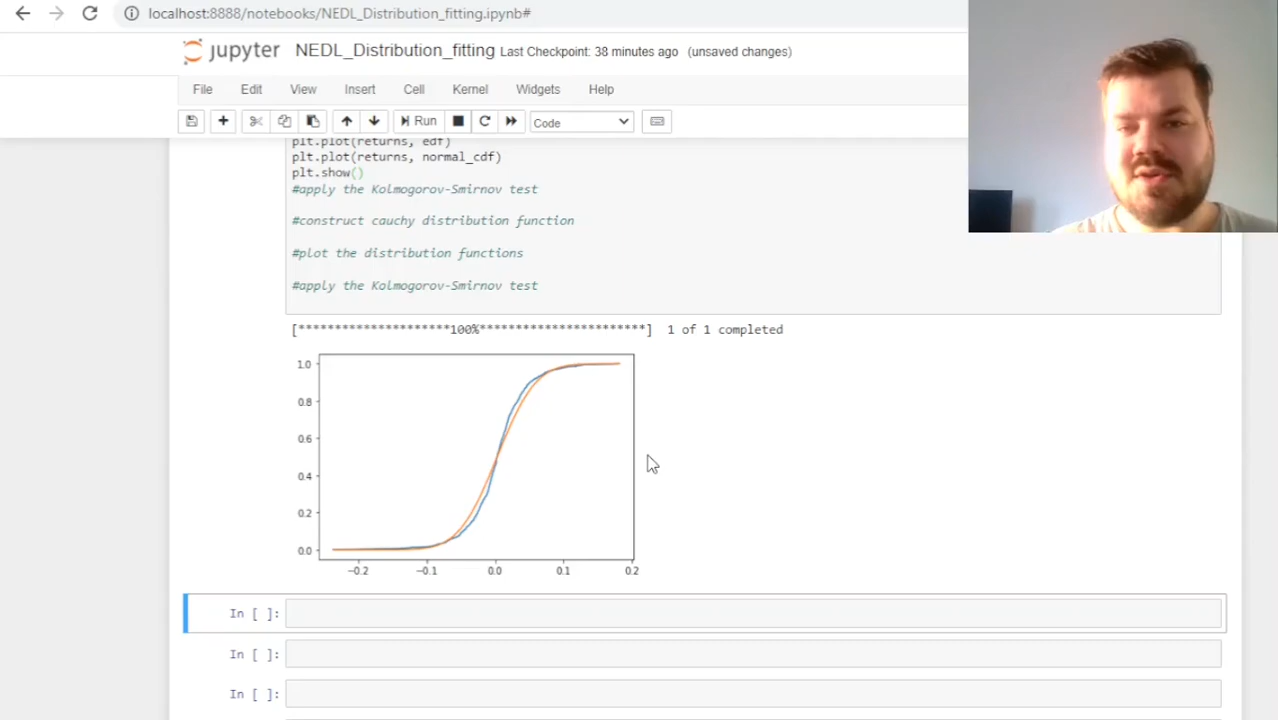 localhost:8888/notebooks/NEDL_Distribution_fitting.ipynb#
jupyter NEDL_Distribution_fitting Last Checkpoint: 38 minutes ago (unsaved changes)
File Edit View Insert Cell Kernel Widgets Help
Run Code
plt.plot(returns, edf)
plt.plot(returns, normal_cdf)
plt.show()
#apply the Kolmogorov-Smirnov test
#construct cauchy distribution function
#plot the distribution functions
#apply the Kolmogorov-Smirnov test
[*********************100%***********************] 1 of 1 completed
1.0
0.8
0.6
0.4
0.2
0.0
−0.2 −0.1 0.0 0.1 0.2
In [ ]:
In [ ]:
In [ ]: